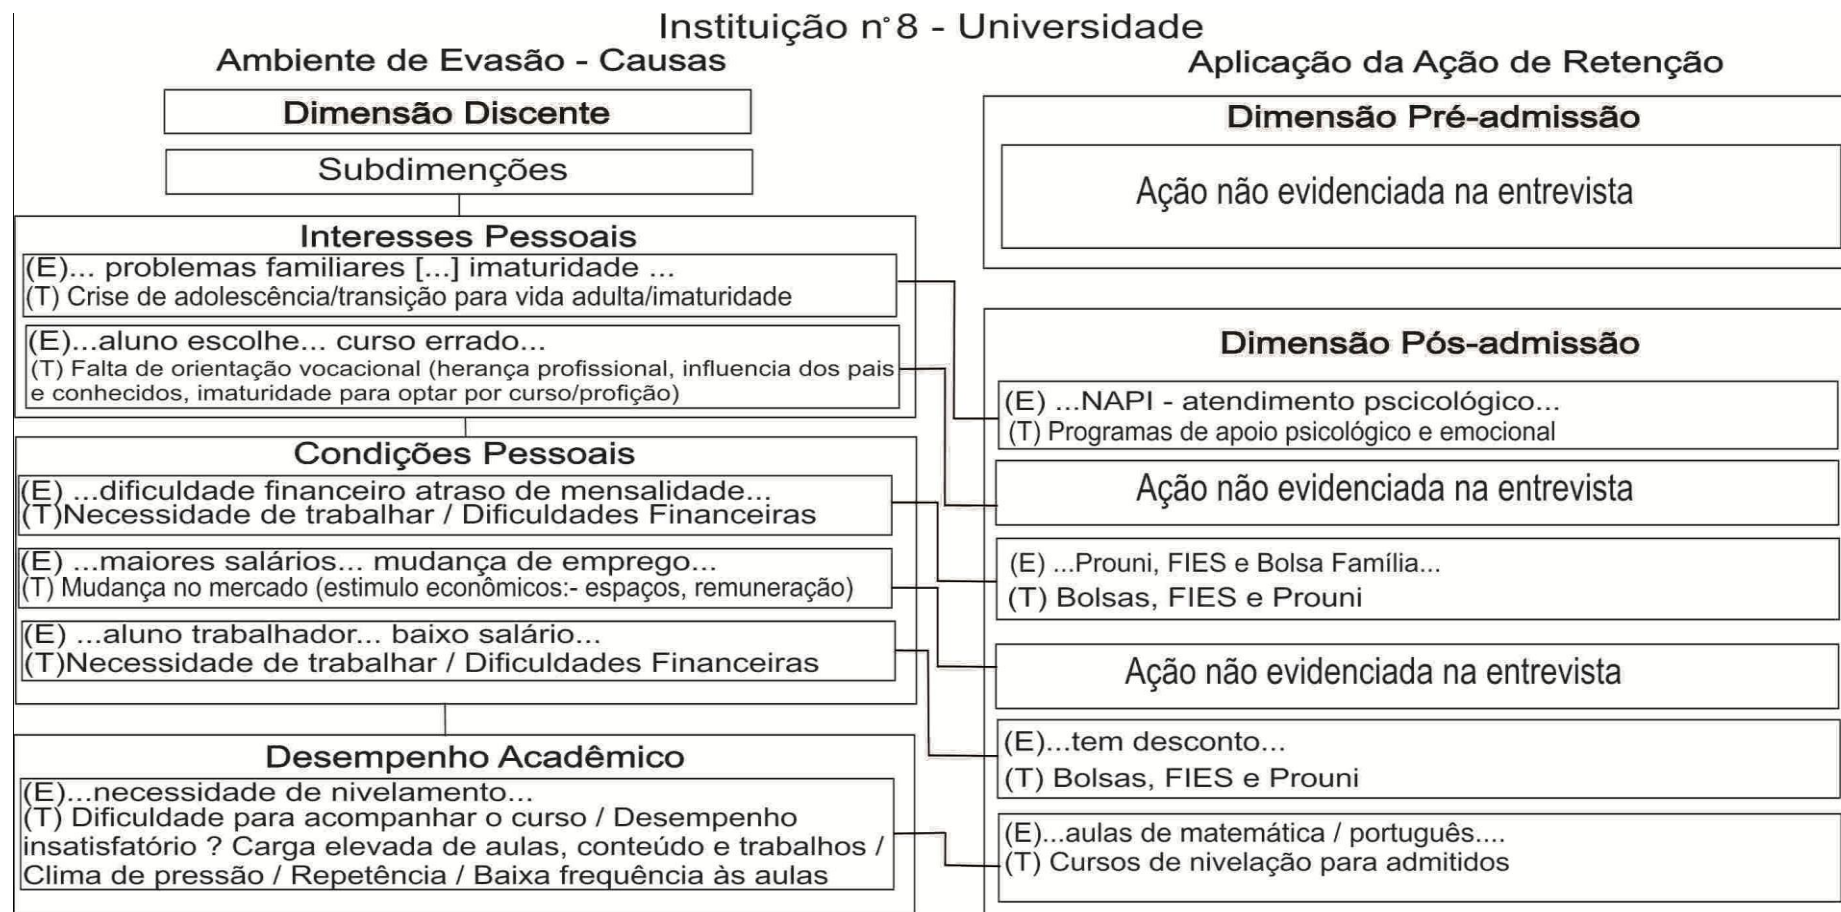 Instituição n° 8 - Universidade
Ambiente de Evasão - Causas
Dimensão Discente
Subdimenções
Interesses Pessoais
(E)... problemas familiares [...] imaturidade ...
(T) Crise de adolescência/transição para vida adulta/imaturidade
(E)...aluno escolhe... curso errado...
(T) Falta de orientação vocacional (herança profissional, influencia dos pais
e conhecidos, imaturidade para optar por curso/profição)
Condições Pessoais
(E) ...dificuldade financeiro atraso de mensalidade...
(T)Necessidade de trabalhar / Dificuldades Financeiras
(E) ...maiores salários... mudança de emprego...
(T) Mudança no mercado (estimulo econômicos:- espaços, remuneração)
(E) ...aluno trabalhador... baixo salário...
(T)Necessidade de trabalhar / Dificuldades Financeiras
Desempenho Acadêmico
(E)...necessidade de nivelamento...
(T) Dificuldade para acompanhar o curso / Desempenho
insatisfatório ? Carga elevada de aulas, conteúdo e trabalhos /
Clima de pressão / Repetência / Baixa frequência às aulas
Aplicação da Ação de Retenção
Dimensão Pré-admissão
Ação não evidenciada na entrevista
Dimensão Pós-admissão
(E) ...NAPI - atendimento pscicológico...
(T) Programas de apoio psicológico e emocional
Ação não evidenciada na entrevista
(E) ...Prouni, FIES e Bolsa Família...
(T) Bolsas, FIES e Prouni
Ação não evidenciada na entrevista
(E)...tem desconto...
(T) Bolsas, FIES e Prouni
(E)...aulas de matemática / português....
(T) Cursos de nivelação para admitidos